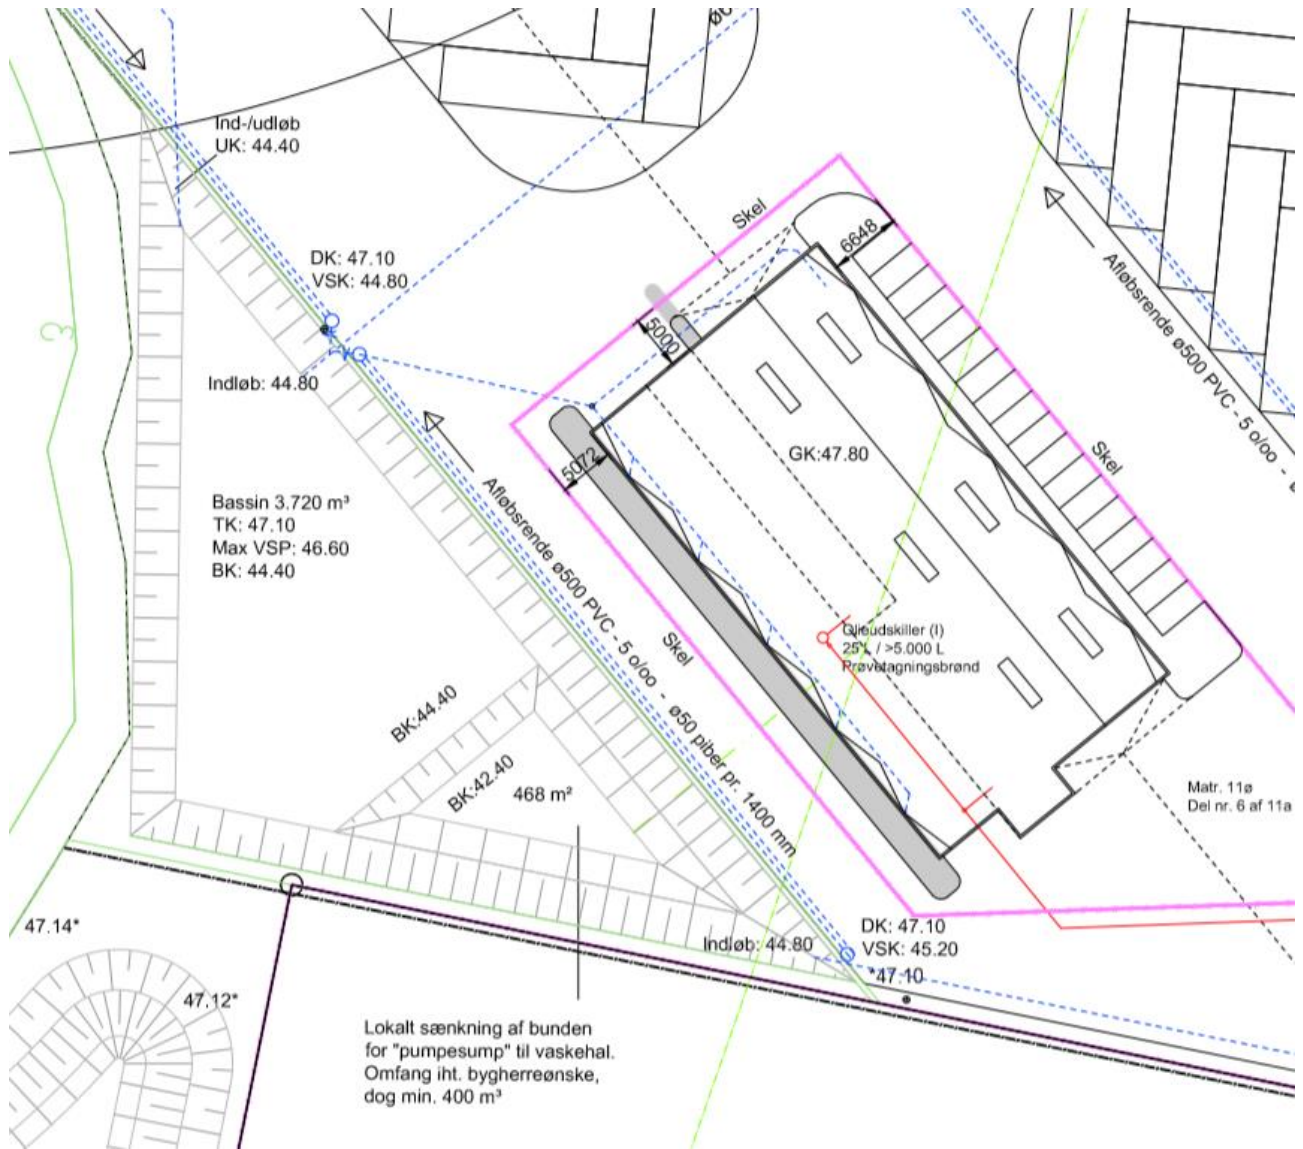 Ind-/udløb
UK: 44.40
Skel
6648
DK: 47.10
VSK: 44.80
5000
Indløb: 44.80
Afløbsrende ø500 PVC - 5 o/oo -
Skel
GK:47.80
5072
Bassin 3.720 m³
TK: 47.10
Max VSP: 46.60
BK: 44.40
Afløbsrende ø500 PVC - 5 o/oo - ø50 piber pr. 1400 mm
Skel
Olieudskiller (I)
25 L / >5.000 L
Prøvetagningsbrønd
BK:44.40
BK:42.40
468 m²
Matr. 11ø
Del nr. 6 af 11a
47.14*
47.12*
Indløb: 44.80
DK: 47.10
VSK: 45.20
*47.10
Lokalt sænkning af bunden
for "pumpesump" til vaskehal.
Omfang iht. bygherreønske,
dog min. 400 m³
3